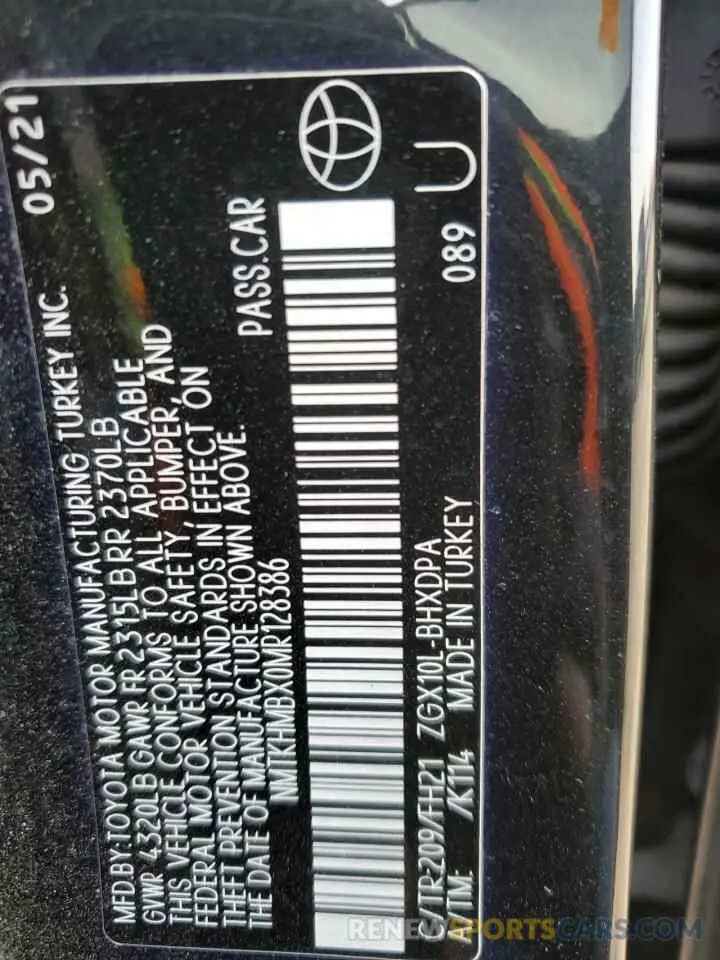 MFD.BY:TOYOTA MOTOR MANUFACTURING TURKEY INC. 05/21
GVWR 4320LB GAWR FR 2315LB RR 2370LB
THIS VEHICLE CONFORMS TO ALL APPLICABLE
FEDERAL MOTOR VEHICLE SAFETY, BUMPER, AND
THEFT PREVENTION STANDARDS IN EFFECT ON
THE DATE OF MANUFACTURE SHOWN ABOVE.
NMTKHMBX0MR128386 PASS.CAR
C/TR:209/FH21 ZGX10L-BHXDPA 089
/TM. /K114 MADE IN TURKEY U
RENEWSPORTSCARS.COM